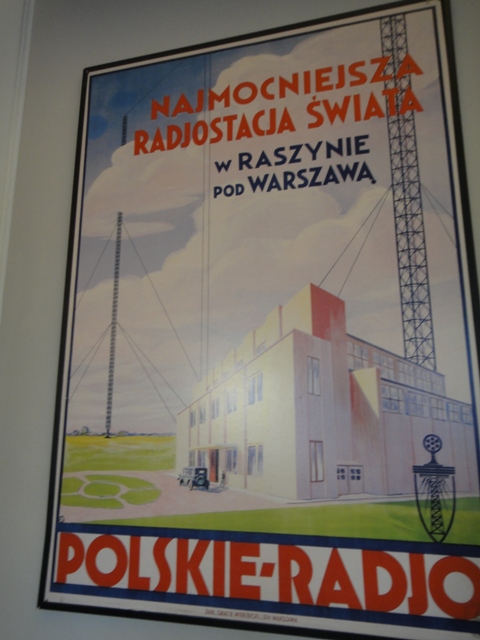 NAJMOCNIEJSZA
RADJOSTACJA ŚWIATA
W RASZYNIE
POD WARSZAWĄ
POLSKIE-RADJO